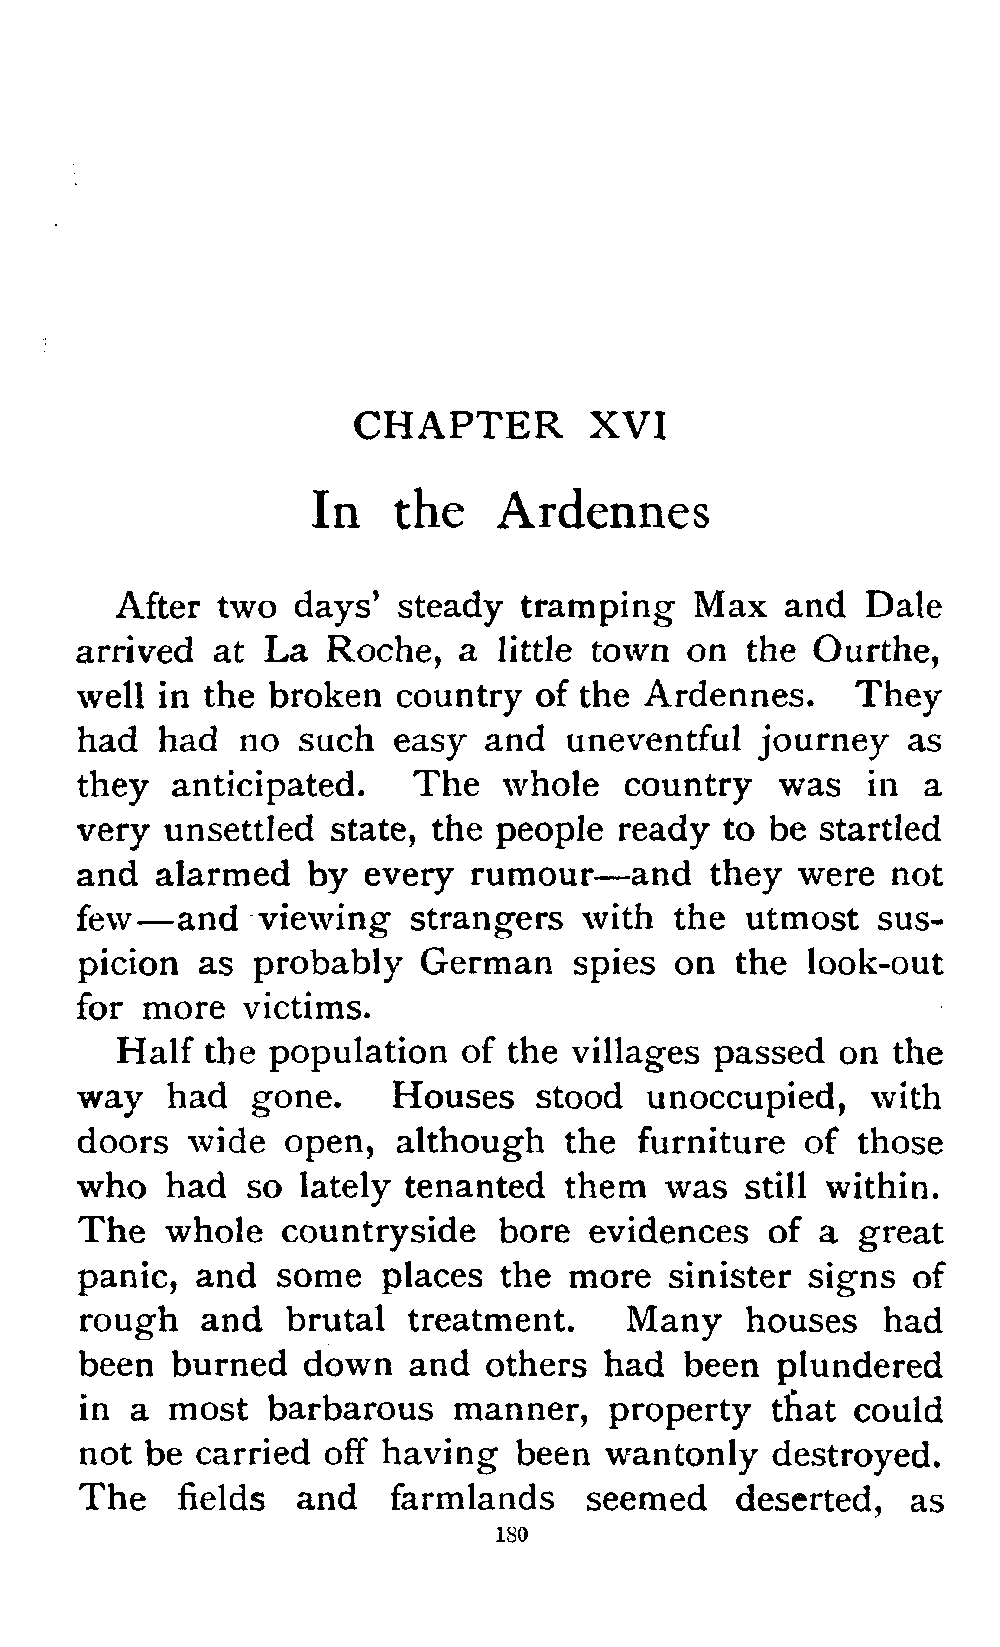 CHAPTER XVI
In the Ardennes
After two days' steady tramping Max and Dale
arrived at La Roche, a little town on the Ourthe,
well in the broken country of the Ardennes. They
had had no such easy and uneventful journey as
they anticipated. The whole country was in a
very unsettled state, the people ready to be startled
and alarmed by every rumour—and they were not
few—and viewing strangers with the utmost sus-
picion as probably German spies on the look-out
for more victims.
Half the population of the villages passed on the
way had gone. Houses stood unoccupied, with
doors wide open, although the furniture of those
who had so lately tenanted them was still within.
The whole countryside bore evidences of a great
panic, and some places the more sinister signs of
rough and brutal treatment. Many houses had
been burned down and others had been plundered
in a most barbarous manner, property that could
not be carried off having been wantonly destroyed.
The fields and farmlands seemed deserted, as
180